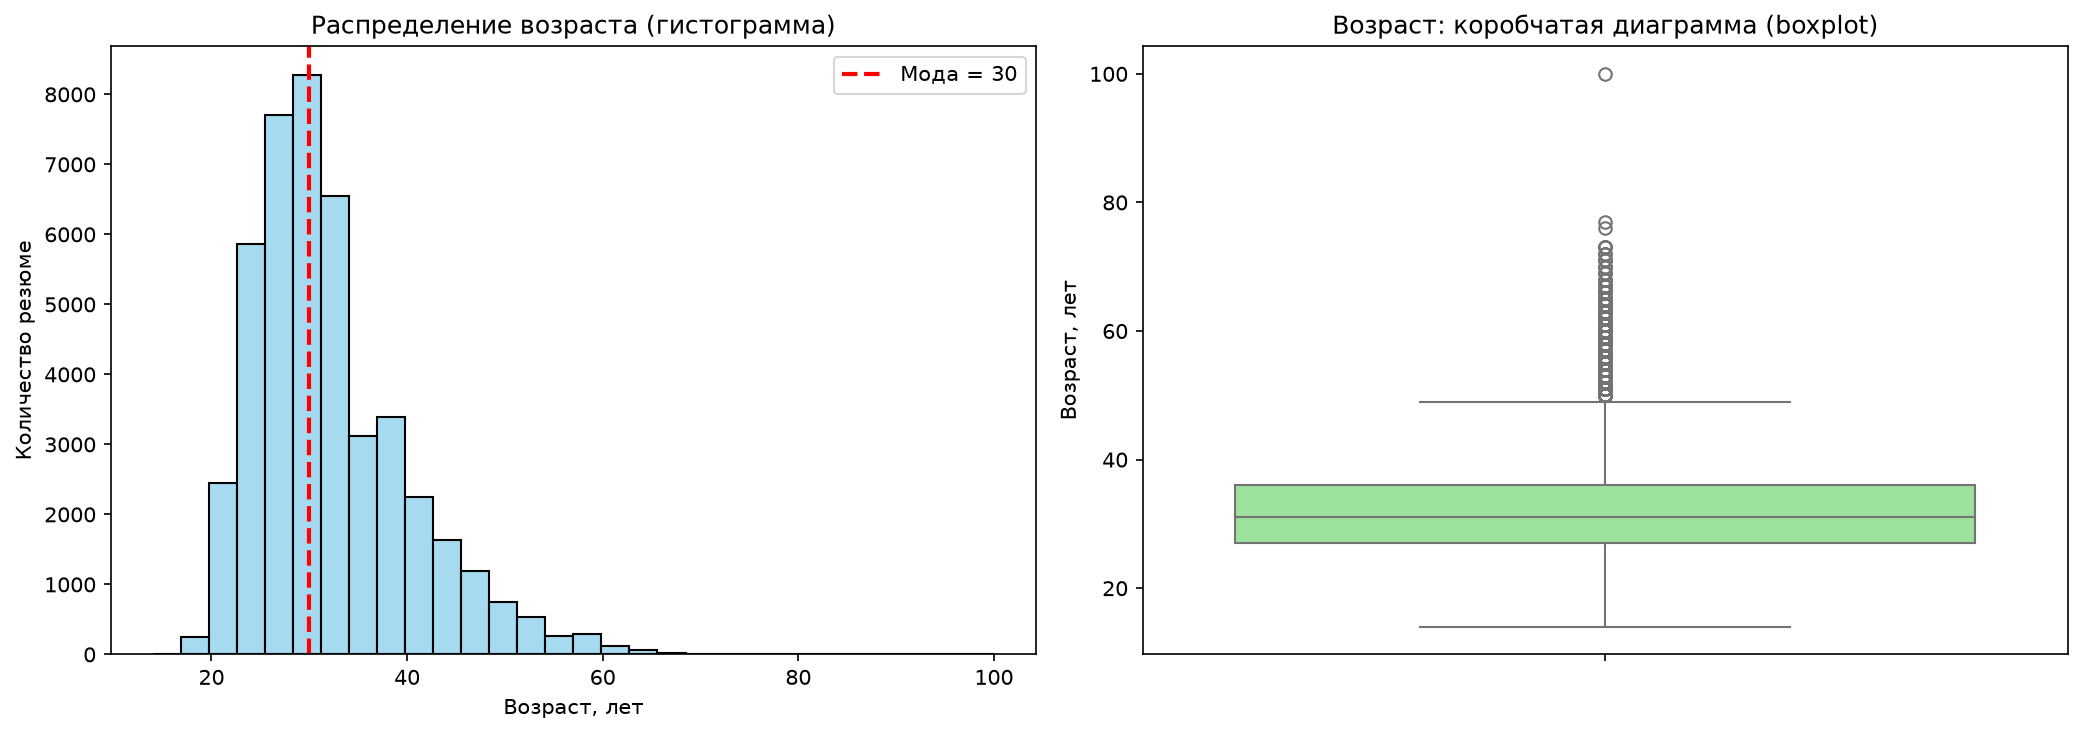 Распределение возраста (гистограмма)
Мода = 30
Количество резюме
8000
7000
6000
5000
4000
3000
2000
1000
0
20 40 60 80 100
Возраст, лет
Возраст: коробчатая диаграмма (boxplot)
Возраст, лет
100
80
60
40
20